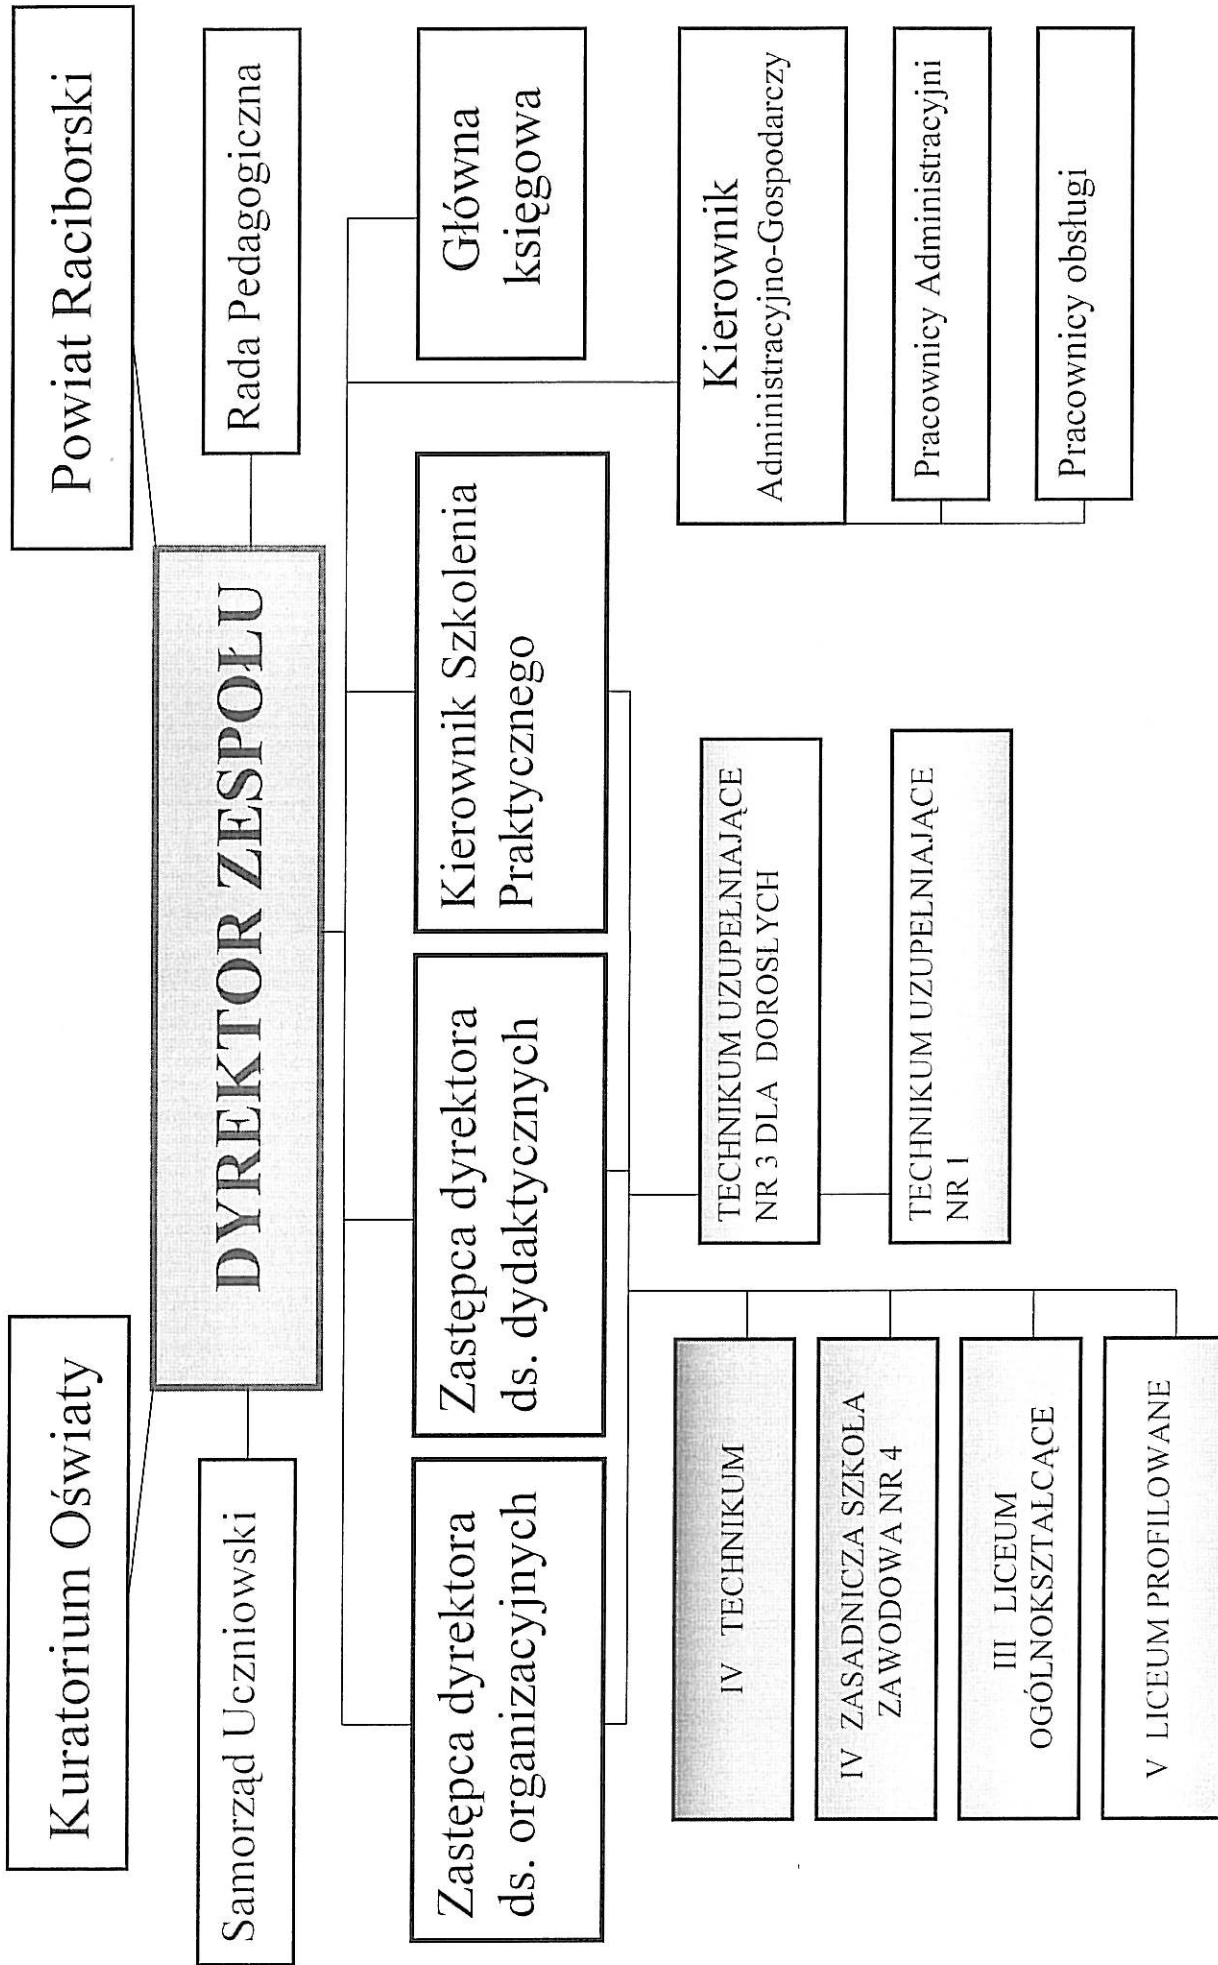 Kuratorium Oświaty
Powiat Raciborski
DYREKTOR ZESPOŁU
Samorząd Uczniowski
Rada Pedagogiczna
Zastępca dyrektora
ds. organizacyjnych
Zastępca dyrektora
ds. dydaktycznych
Kierownik Szkolenia
Praktycznego
Główna
księgowa
IV TECHNIKUM
IV ZASADNICZA SZKOŁA
ZAWODOWA NR 4
III LICEUM
OGÓLNOKSZTAŁCĄCE
V LICEUM PROFILOWANE
TECHNIKUM UZUPEŁNIAJĄCE
NR 3 DLA DOROSŁYCH
TECHNIKUM UZUPEŁNIAJĄCE
NR 1
Kierownik
Administracyjno-Gospodarczy
Pracownicy Administracyjni
Pracownicy obsługi